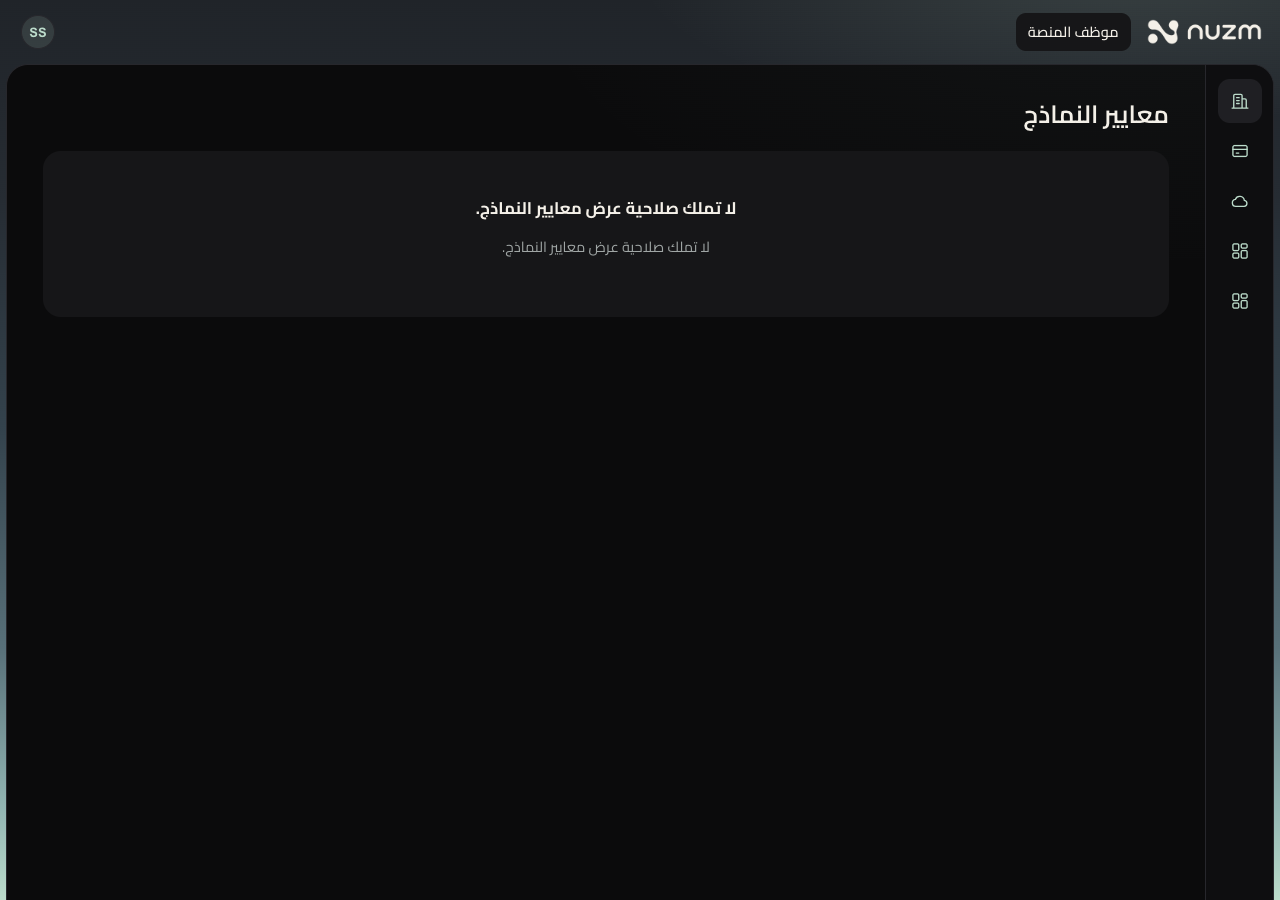 nuzm
موظف المنصة
SS
معايير النماذج
لا تملك صلاحية عرض معايير النماذج.
لا تملك صلاحية عرض معايير النماذج.